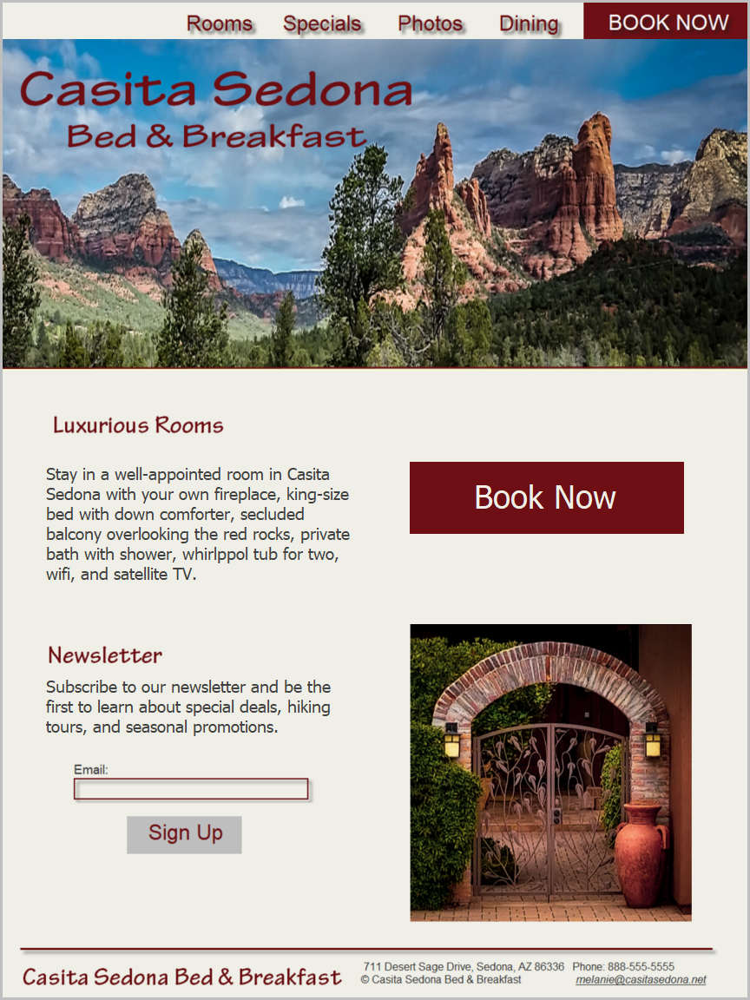 Rooms Specials Photos Dining BOOK NOW
Casita Sedona
Bed & Breakfast
Luxurious Rooms
Stay in a well-appointed room in Casita
Sedona with your own fireplace, king-size
bed with down comforter, secluded
balcony overlooking the red rocks, private
bath with shower, whirlppol tub for two,
wifi, and satellite TV.
Book Now
Newsletter
Subscribe to our newsletter and be the
first to learn about special deals, hiking
tours, and seasonal promotions.
Email:
Sign Up
Casita Sedona Bed & Breakfast
711 Desert Sage Drive, Sedona, AZ 86336 Phone: 888-555-5555
© Casita Sedona Bed & Breakfast melanie@casitasedona.net